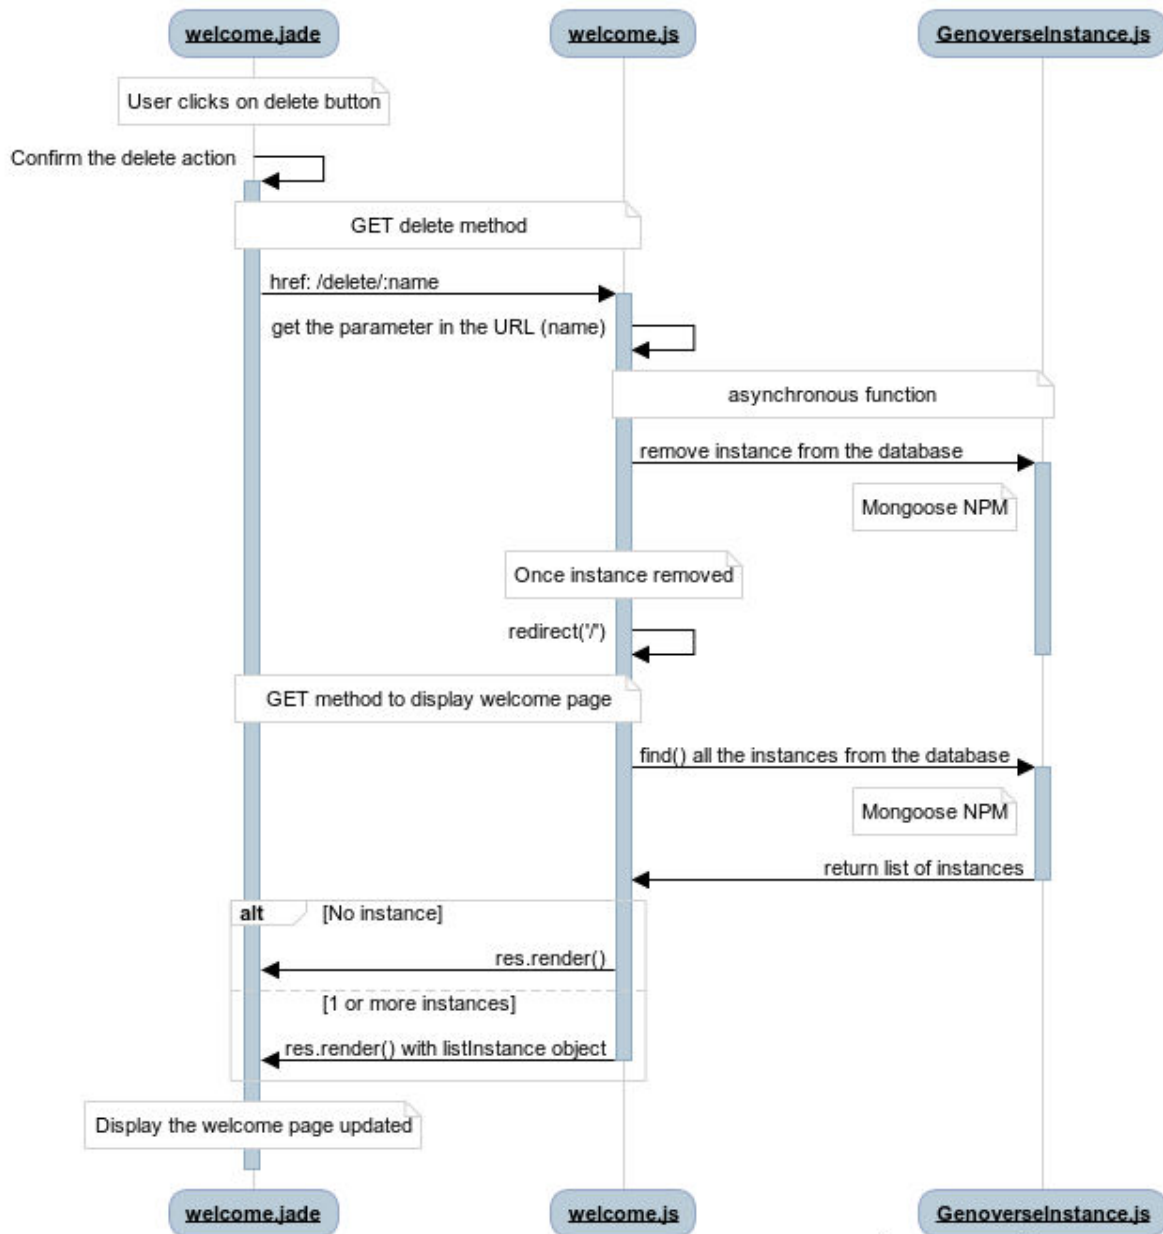 welcome.jade
welcome.js
GenoverseInstance.js
User clicks on delete button
Confirm the delete action
GET delete method
href: /delete/:name
get the parameter in the URL (name)
asynchronous function
remove instance from the database
Mongoose NPM
Once instance removed
redirect('/')
GET method to display welcome page
find() all the instances from the database
Mongoose NPM
return list of instances
alt [No instance]
res.render()
[1 or more instances]
res.render() with listInstance object
Display the welcome page updated
welcome.jade
welcome.js
GenoverseInstance.js